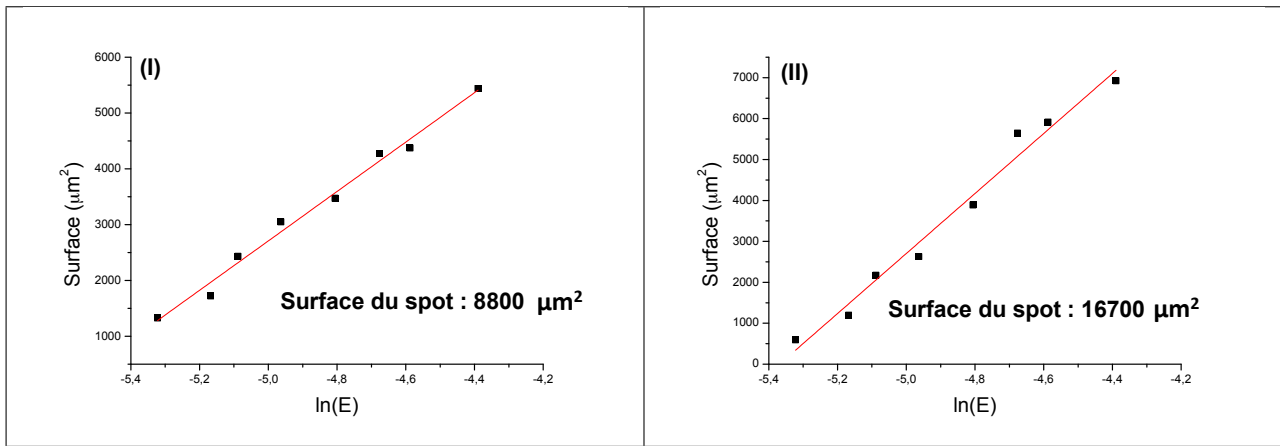 (I)
6000
5000
4000
3000
2000
1000
Surface (μm²)
Surface du spot : 8800 μm²
-5,4 -5,2 -5,0 -4,8 -4,6 -4,4 -4,2
ln(E)
(II)
7000
6000
5000
4000
3000
2000
1000
0
Surface (μm²)
Surface du spot : 16700 μm²
-5,4 -5,2 -5,0 -4,8 -4,6 -4,4 -4,2
ln(E)